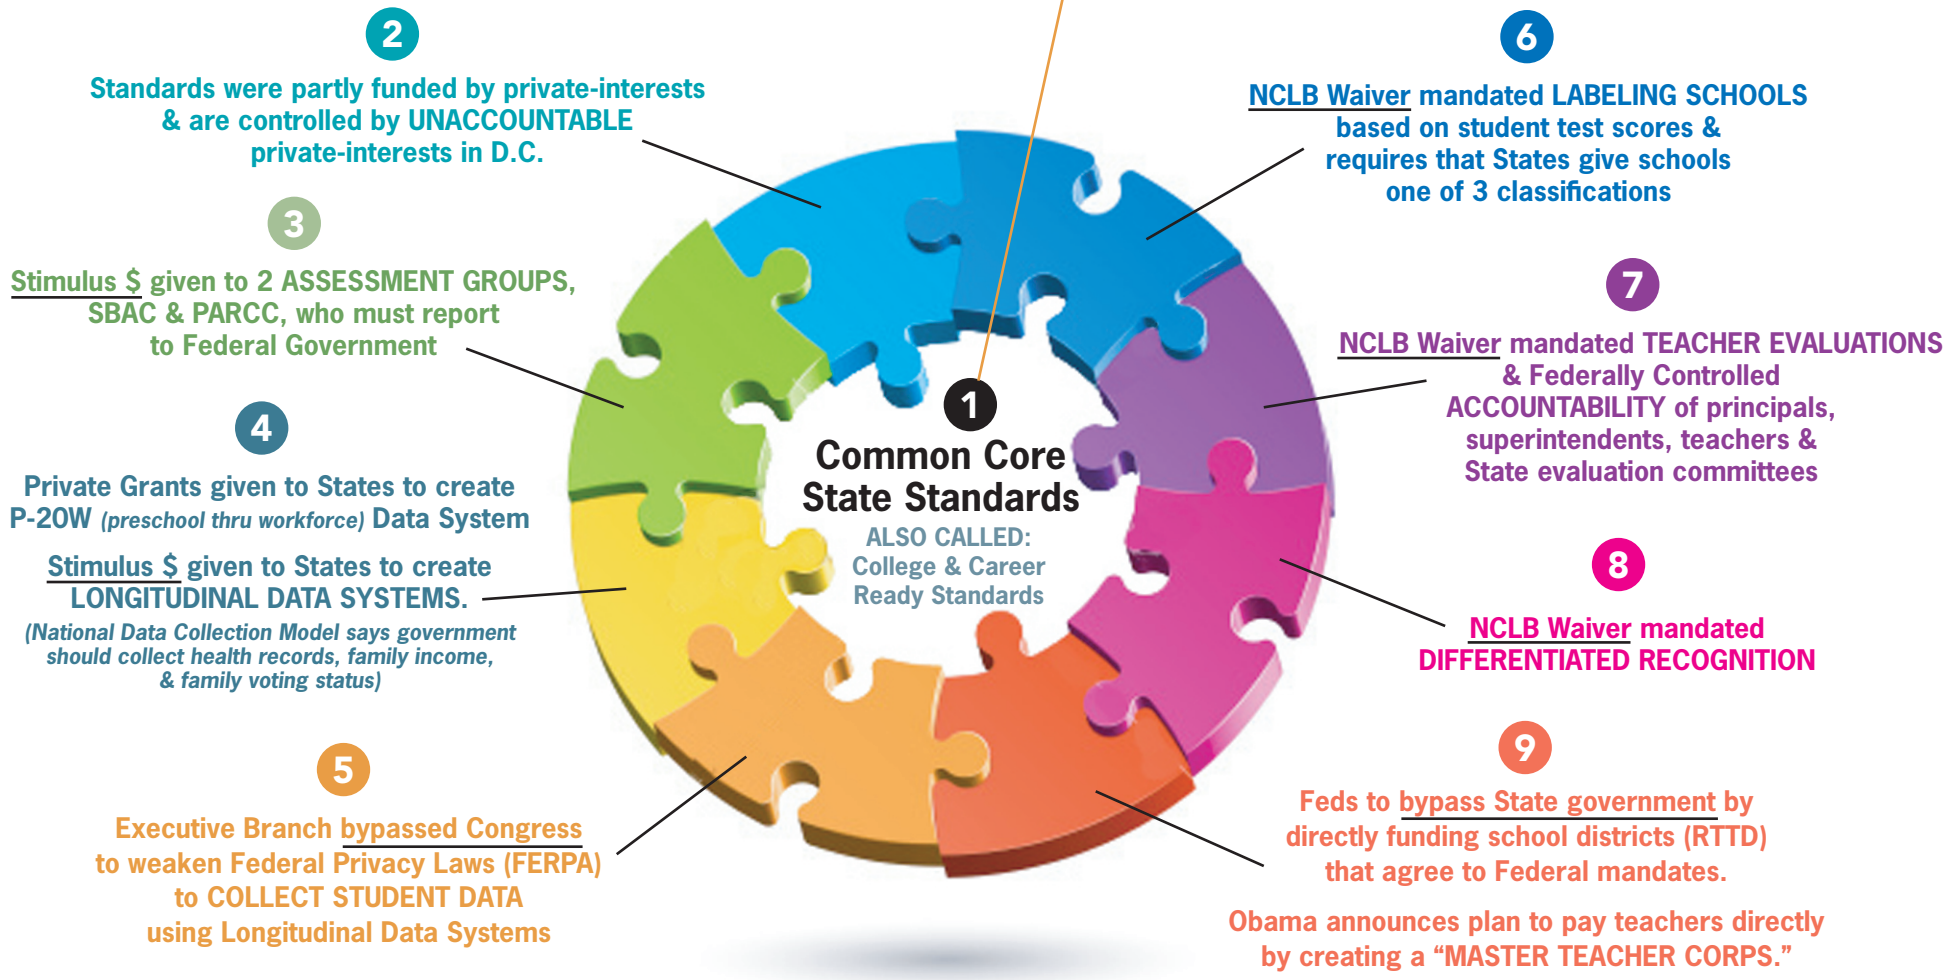 2
Standards were partly funded by private-interests
& are controlled by UNACCOUNTABLE
private-interests in D.C.
3
Stimulus $ given to 2 ASSESSMENT GROUPS,
SBAC & PARCC, who must report
to Federal Government
4
Private Grants given to States to create
P-20W (preschool thru workforce) Data System
Stimulus $ given to States to create
LONGITUDINAL DATA SYSTEMS.
(National Data Collection Model says government
should collect health records, family income,
& family voting status)
5
Executive Branch bypassed Congress
to weaken Federal Privacy Laws (FERPA)
to COLLECT STUDENT DATA
using Longitudinal Data Systems
1
Common Core
State Standards
ALSO CALLED:
College & Career
Ready Standards
6
NCLB Waiver mandated LABELING SCHOOLS
based on student test scores &
requires that States give schools
one of 3 classifications
7
NCLB Waiver mandated TEACHER EVALUATIONS
& Federally Controlled
ACCOUNTABILITY of principals,
superintendents, teachers &
State evaluation committees
8
NCLB Waiver mandated
DIFFERENTIATED RECOGNITION
9
Feds to bypass State government by
directly funding school districts (RTTD)
that agree to Federal mandates.
Obama announces plan to pay teachers directly
by creating a “MASTER TEACHER CORPS.”